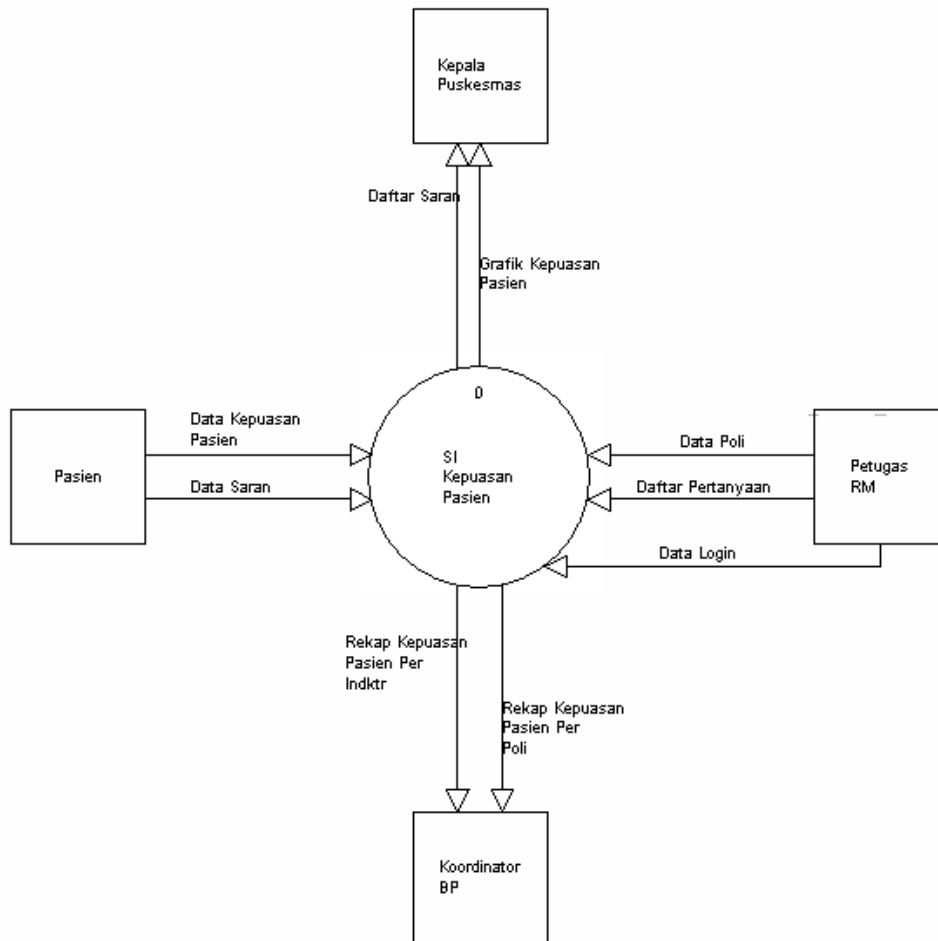 Kepala
Puskesmas
Daftar Saran
Grafik Kepuasan
Pasien
0
Data Kepuasan
Pasien
Data Poli
SI
Kepuasan
Pasien
Pasien
Petugas
RM
Data Saran
Daftar Pertanyaan
Data Login
Rekap Kepuasan
Pasien Per
Indktr
Rekap Kepuasan
Pasien Per
Poli
Koordinator
BP